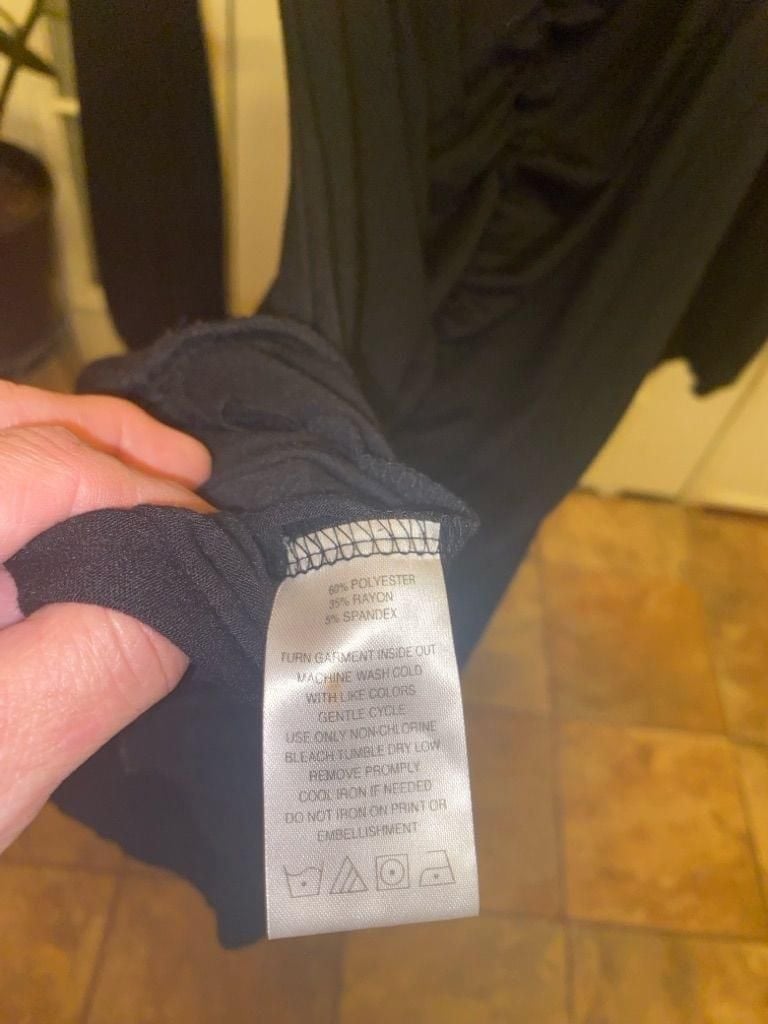 60% POLYESTER
35% RAYON
5% SPANDEX
TURN GARMENT INSIDE OUT
MACHINE WASH COLD
WITH LIKE COLORS
GENTLE CYCLE
USE ONLY NON-CHLORINE
BLEACH TUMBLE DRY LOW
REMOVE PROMPLY
COOL IRON IF NEEDED
DO NOT IRON ON PRINT OR
EMBELLISHMENT